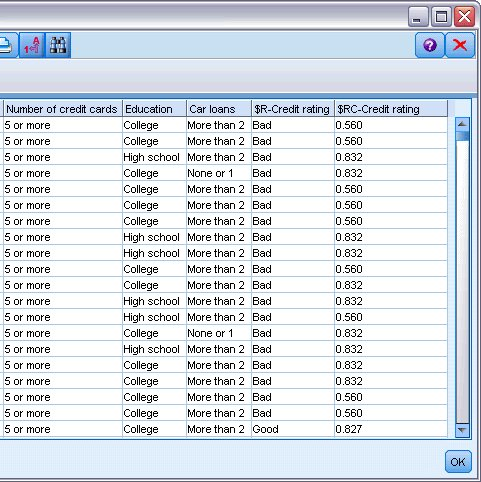 Number of credit cards Education Car loans $R-Credit rating $RC-Credit rating
5 or more College More than 2 Bad 0.560
5 or more College More than 2 Bad 0.560
5 or more High school More than 2 Bad 0.832
5 or more College None or 1 Bad 0.832
5 or more College More than 2 Bad 0.560
5 or more College More than 2 Bad 0.560
5 or more College More than 2 Bad 0.560
5 or more High school More than 2 Bad 0.832
5 or more High school More than 2 Bad 0.832
5 or more College More than 2 Bad 0.560
5 or more High school More than 2 Bad 0.832
5 or more High school More than 2 Bad 0.832
5 or more High school More than 2 Bad 0.560
5 or more College None or 1 Bad 0.832
5 or more High school More than 2 Bad 0.832
5 or more College More than 2 Bad 0.832
5 or more College More than 2 Bad 0.832
5 or more College More than 2 Bad 0.560
5 or more College More than 2 Bad 0.560
5 or more College More than 2 Good 0.827
OK